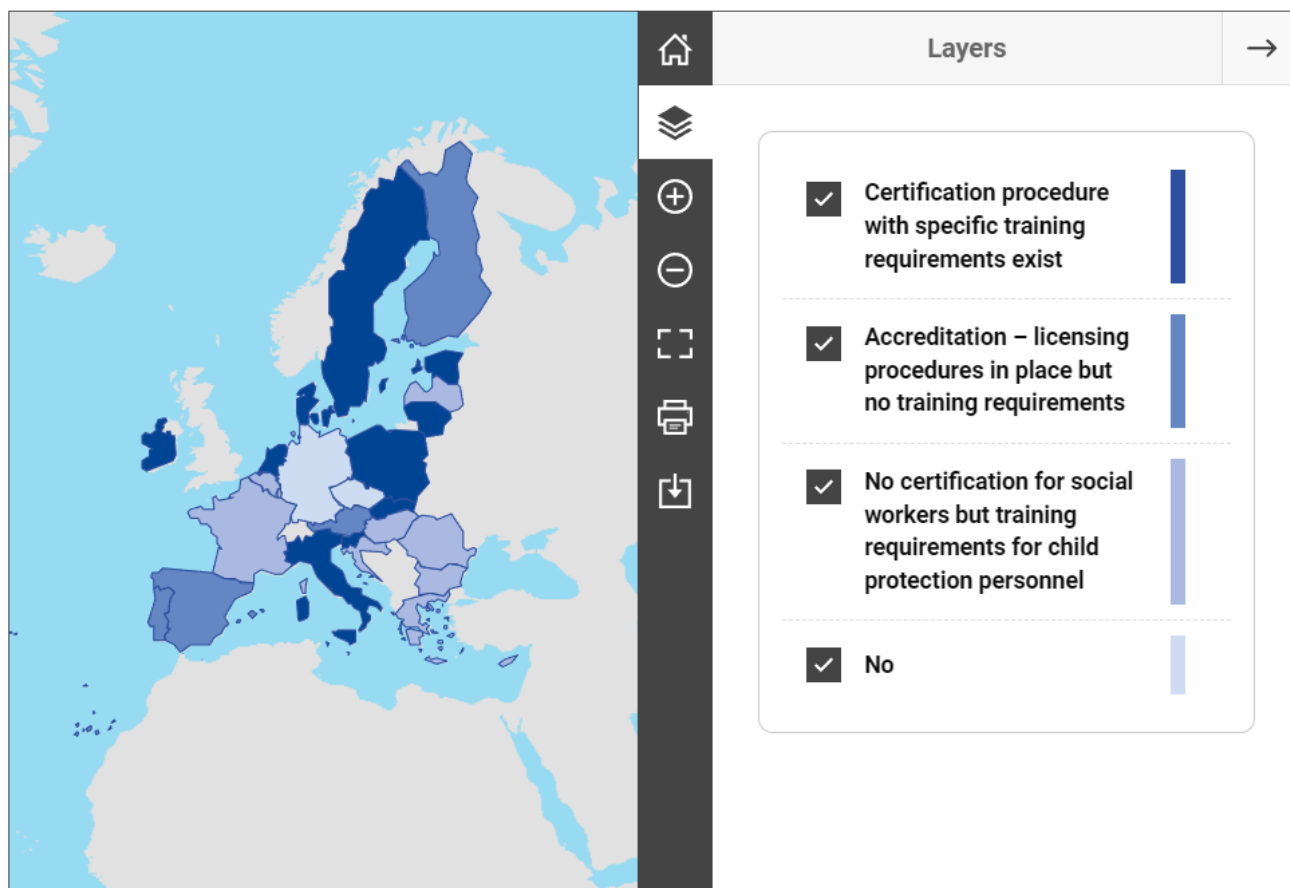 Layers
Certification procedure
with specific training
requirements exist
Accreditation – licensing
procedures in place but
no training requirements
No certification for social
workers but training
requirements for child
protection personnel
No